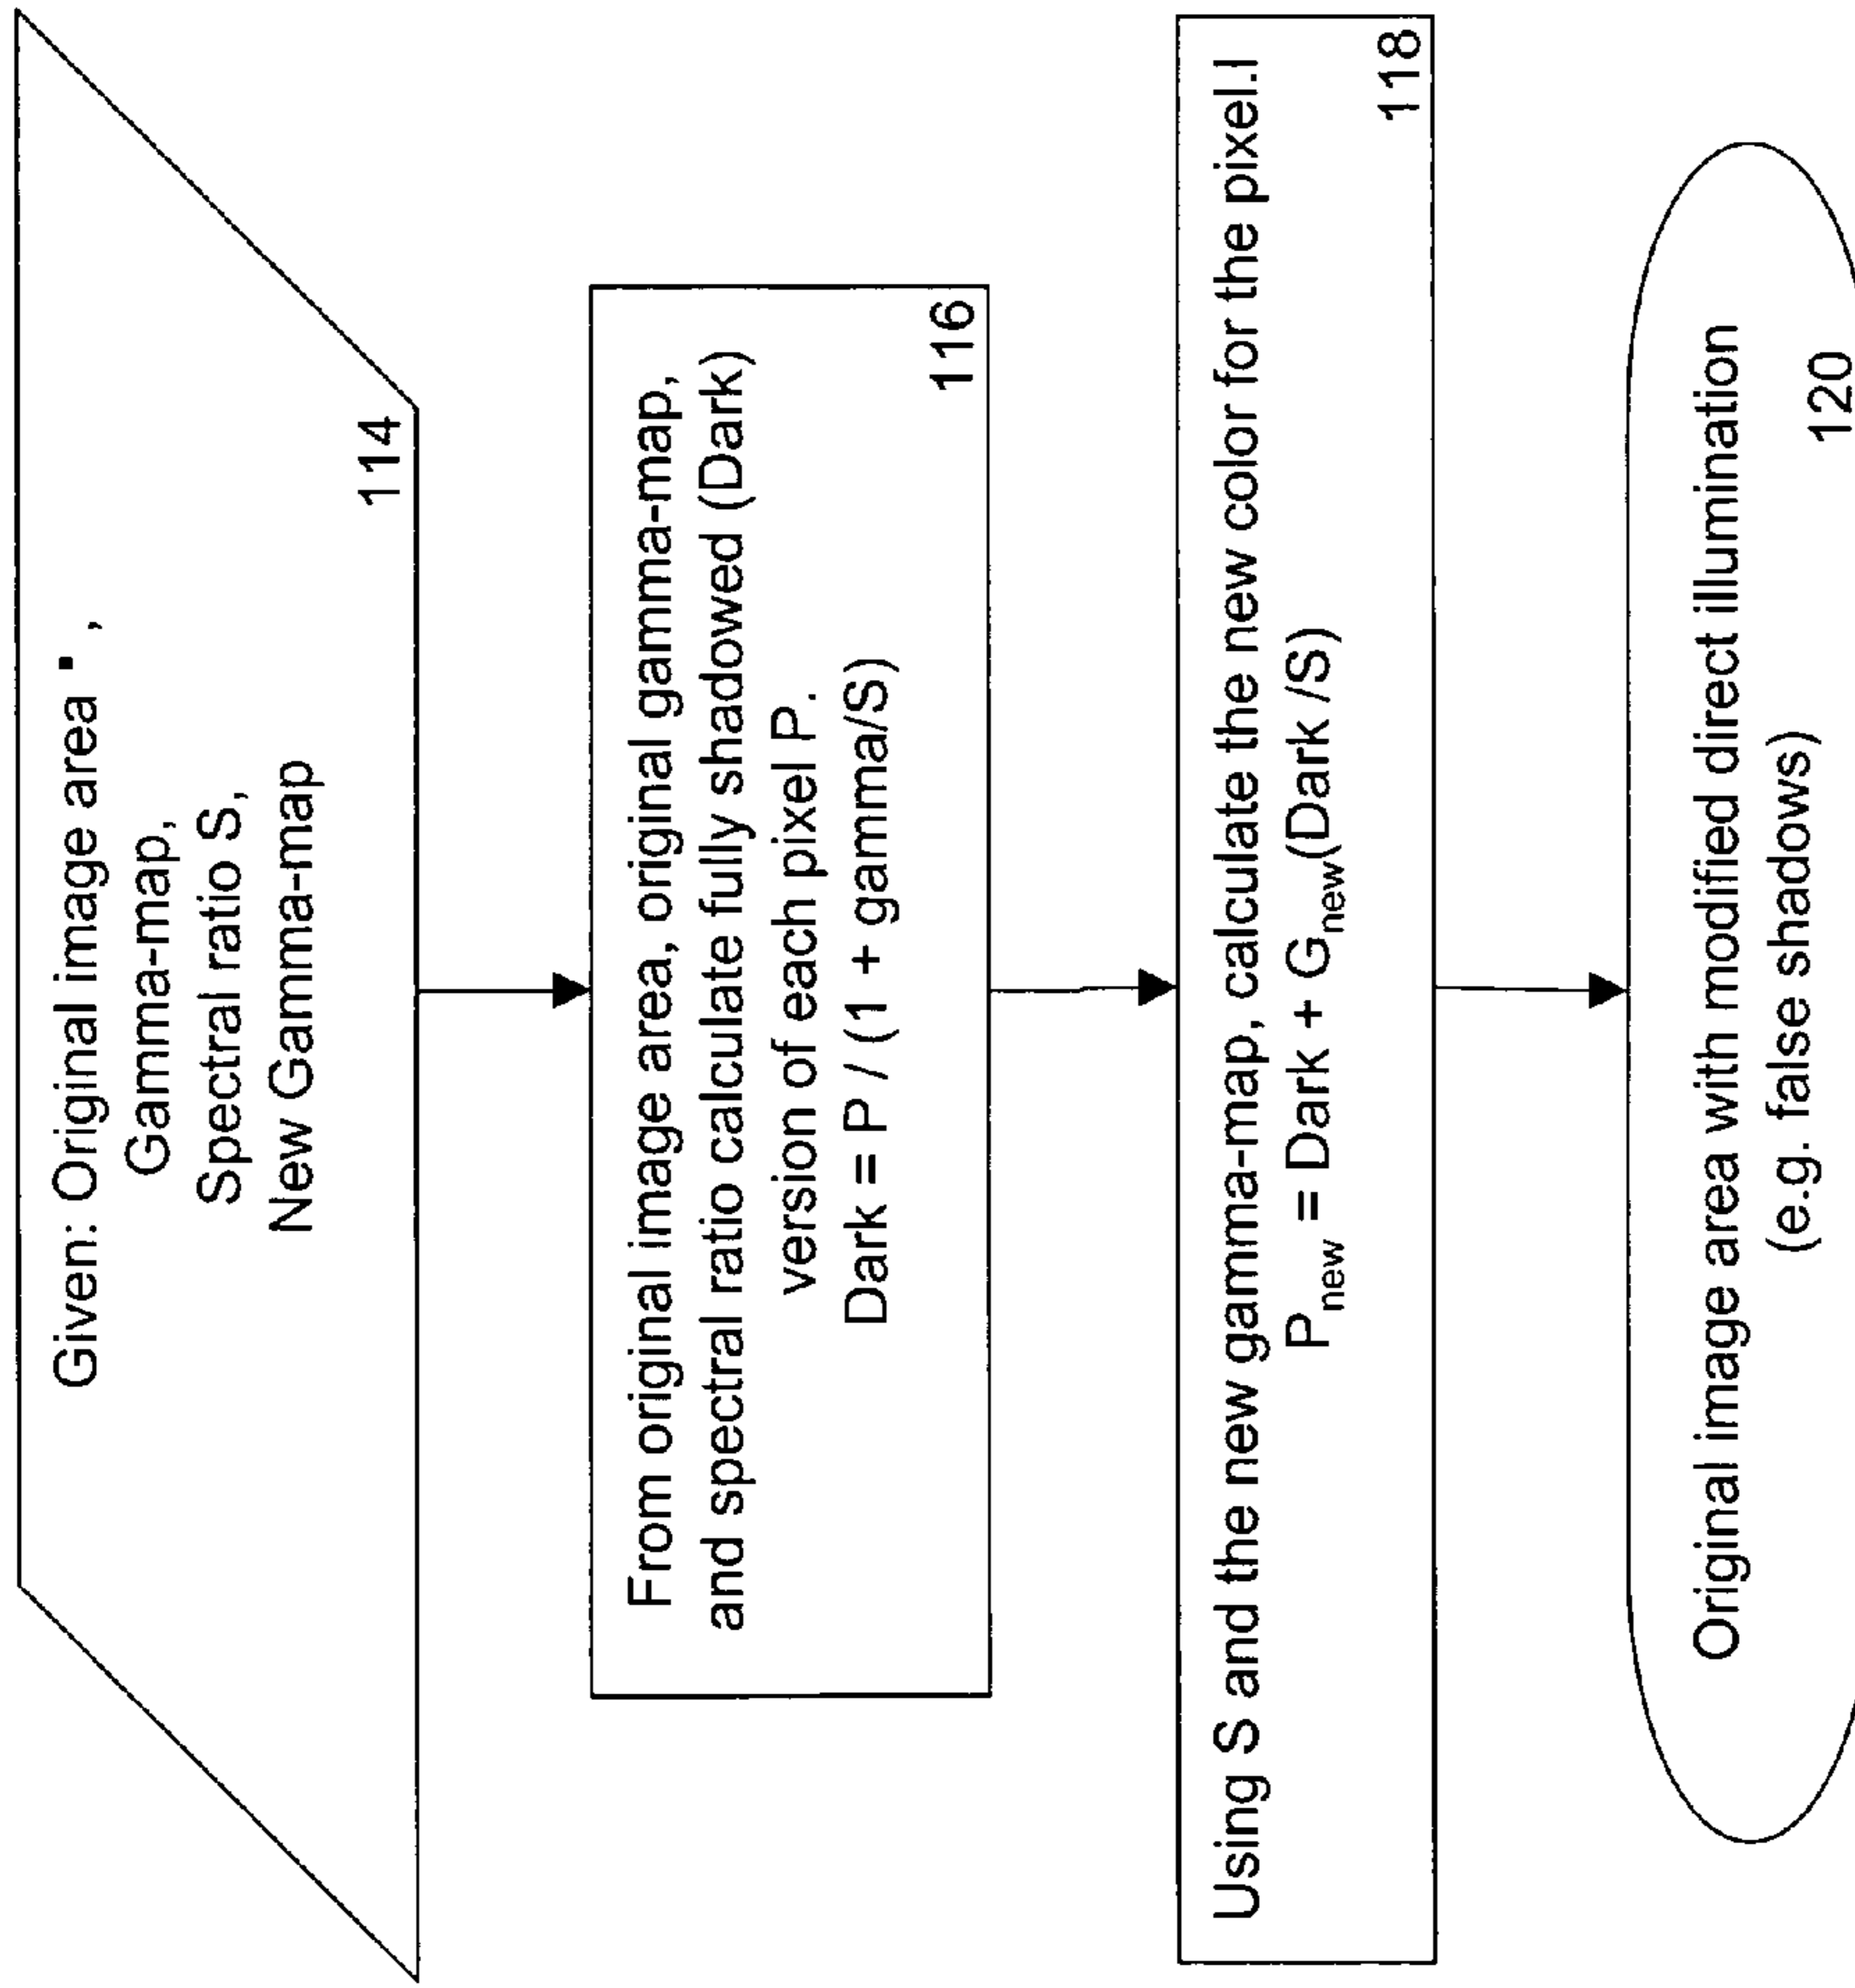 Given: Original image area ▪ ,
Gamma-map,
Spectral ratio S,
New Gamma-map
114
From original image area, original gamma-map,
and spectral ratio calculate fully shadowed (Dark)
version of each pixel P.
Dark = P / (1 + gamma/S)
116
Using S and the new gamma-map, calculate the new color for the pixel.I
P_new = Dark + G_new(Dark /S)
118
Original image area with modified direct illumination
(e.g. false shadows)
120